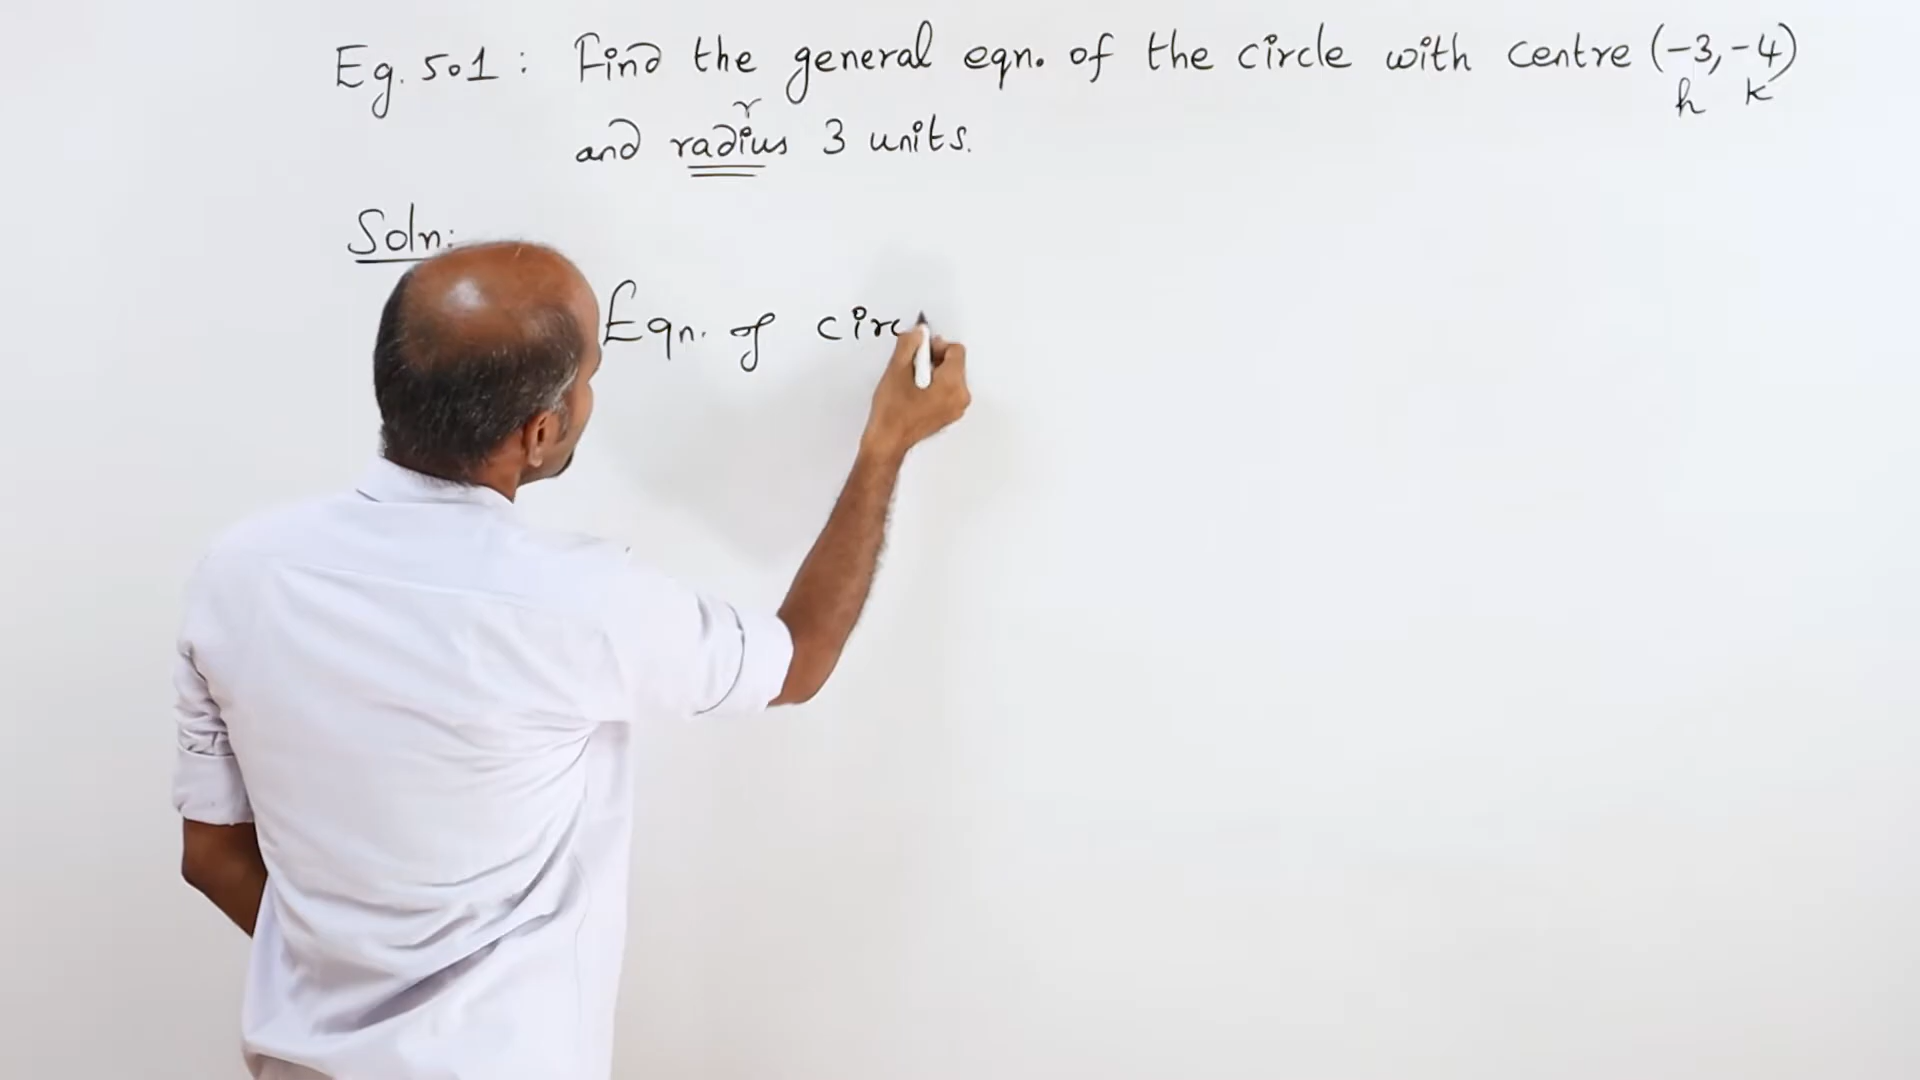 Eg. 5.1 : Find the general eqn. of the circle with centre (-3, -4)
h k
r
and radius 3 units.
Soln:
Eqn. of circ